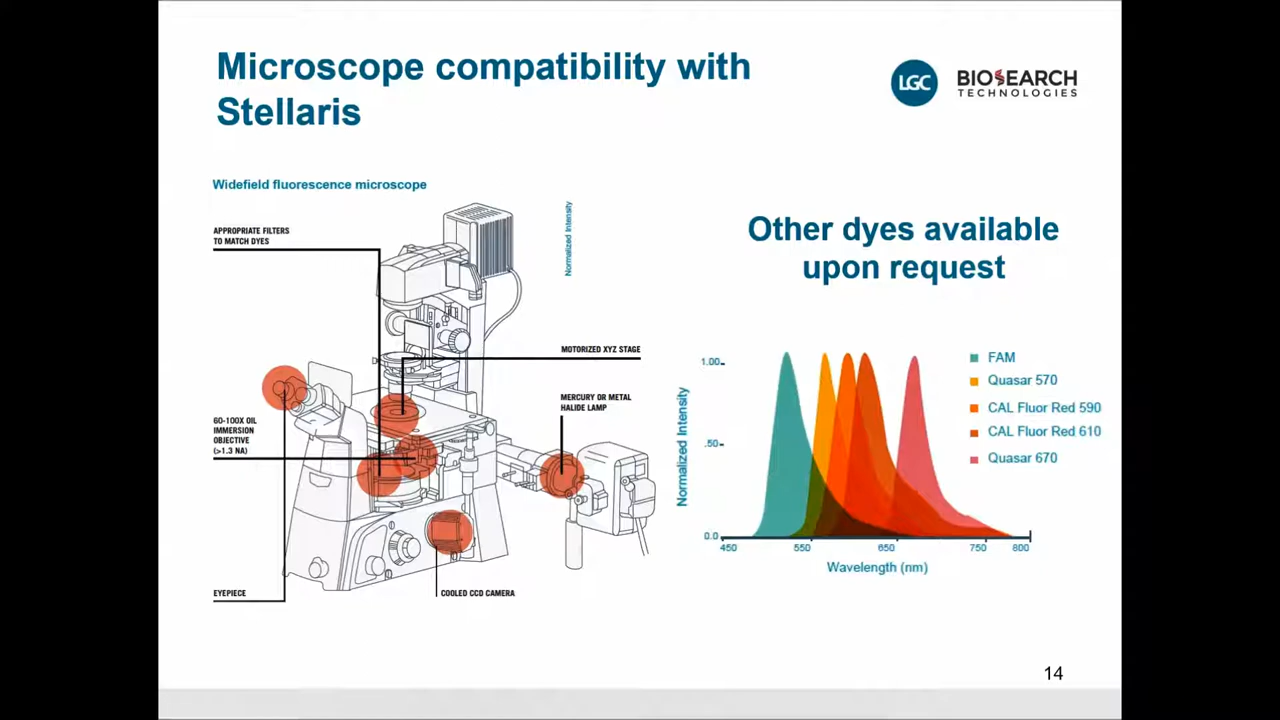 Microscope compatibility with
Stellaris
LGC
BIOSEARCH
TECHNOLOGIES
Widefield fluorescence microscope
APPROPRIATE FILTERS
TO MATCH DYES
Normalized Intensity
MOTORIZED XYZ STAGE
MERCURY OR METAL
HALIDE LAMP
60-100X OIL
IMMERSION
OBJECTIVE
(>1.3 NA)
EYEPIECE
COOLED CCD CAMERA
Other dyes available
upon request
Normalized Intensity
1.00
.50
0.0
450 550 650 750 800
Wavelength (nm)
FAM
Quasar 570
CAL Fluor Red 590
CAL Fluor Red 610
Quasar 670
14